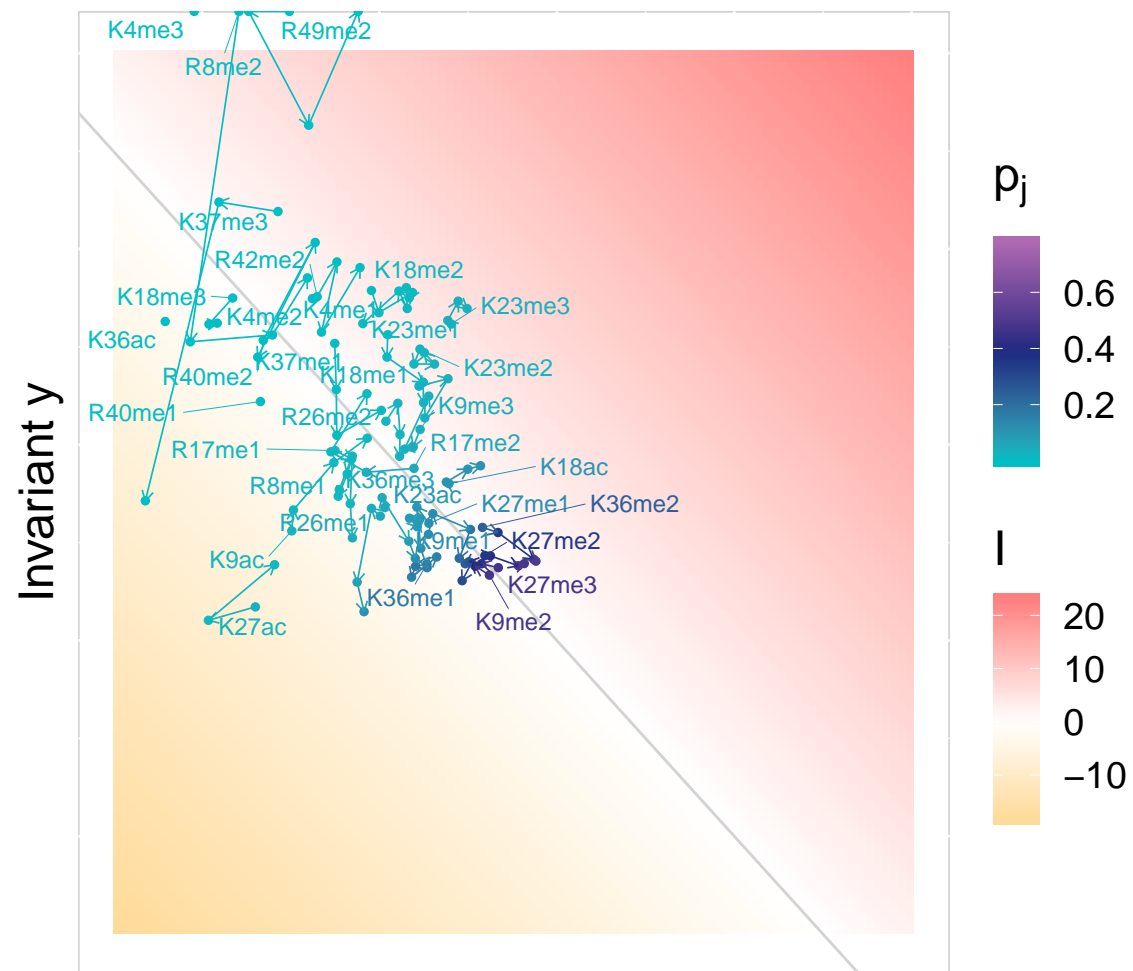 K4me3
R49me2
R8me2
K37me3
R42me2
K18me2
K18me3
K4me1
K23me3
K4me2
K23me1
K36ac
K37me1
R40me2
K18me1
K23me2
R40me1
R26me2
K9me3
R17me1
R17me2
K18ac
R8me1
K36me3
K23ac
K27me1
K36me2
R26me1
K9me1
K27me2
K9ac
K27me3
K36me1
K9me2
K27ac
Invariant y
pj
0.6
0.4
0.2
I
20
10
0
−10